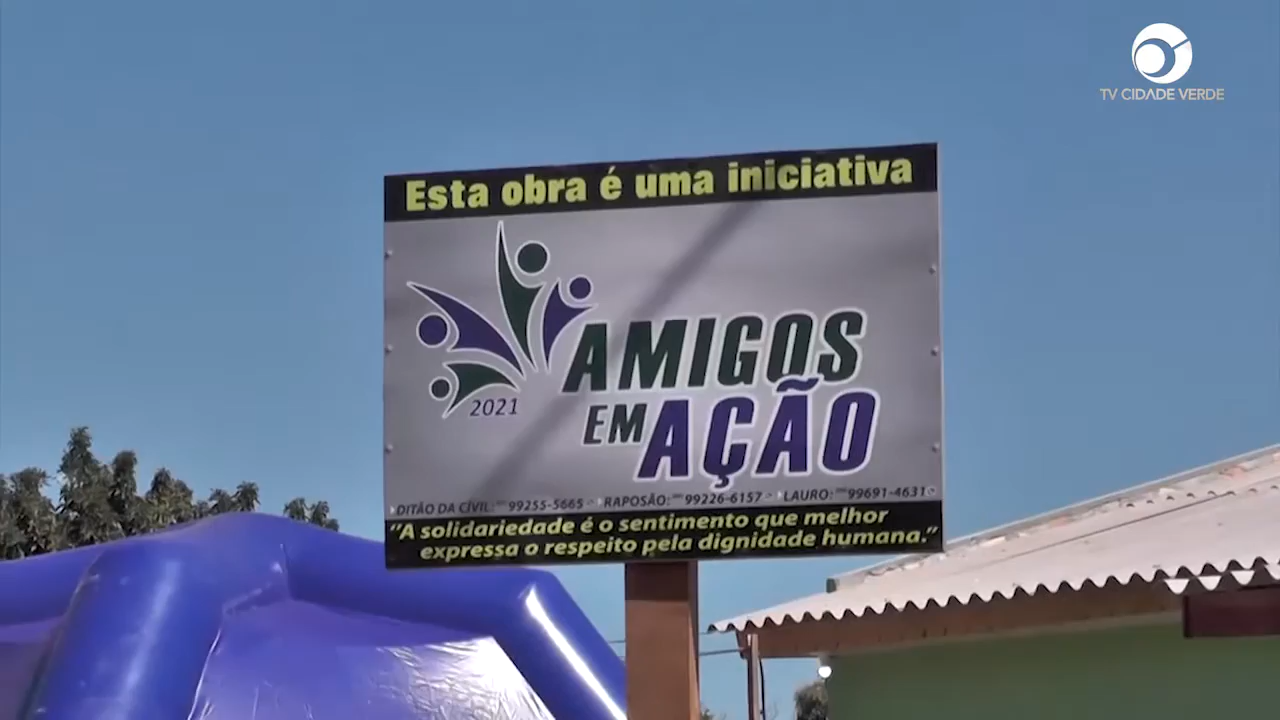 TV CIDADE VERDE
Esta obra é uma iniciativa
AMIGOS
EM AÇÃO
2021
DITÃO DA CÍVIL: 99255-5665 RAPOSÃO: 99226-6157 LAURO: 99691-4631
"A solidariedade é o sentimento que melhor
expressa o respeito pela dignidade humana."